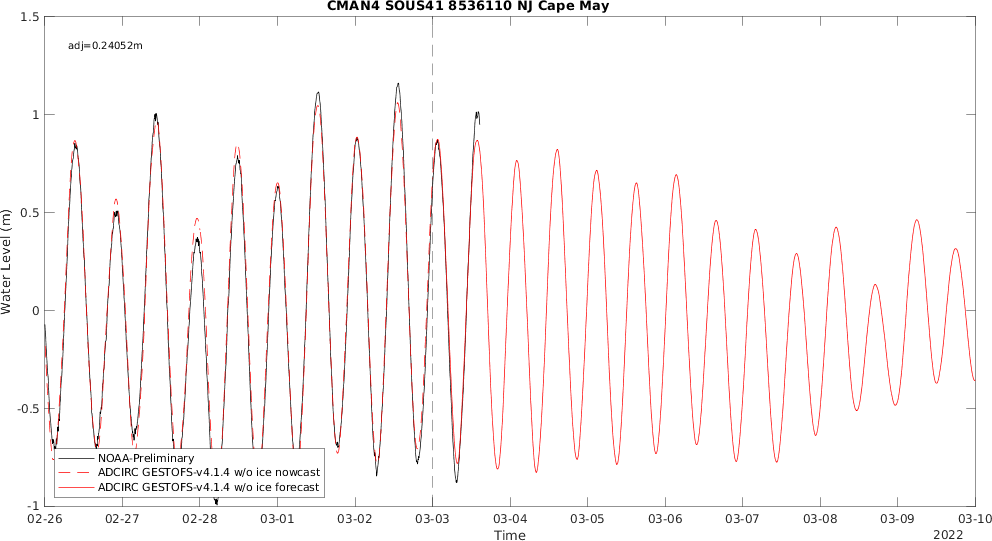 CMAN4 SOUS41 8536110 NJ Cape May
adj=0.24052m
Water Level (m)
1.5
1
0.5
0
-0.5
-1
NOAA-Preliminary
ADCIRC GESTOFS-v4.1.4 w/o ice nowcast
ADCIRC GESTOFS-v4.1.4 w/o ice forecast
02-26 02-27 02-28 03-01 03-02 03-03 03-04 03-05 03-06 03-07 03-08 03-09 03-10
Time
2022